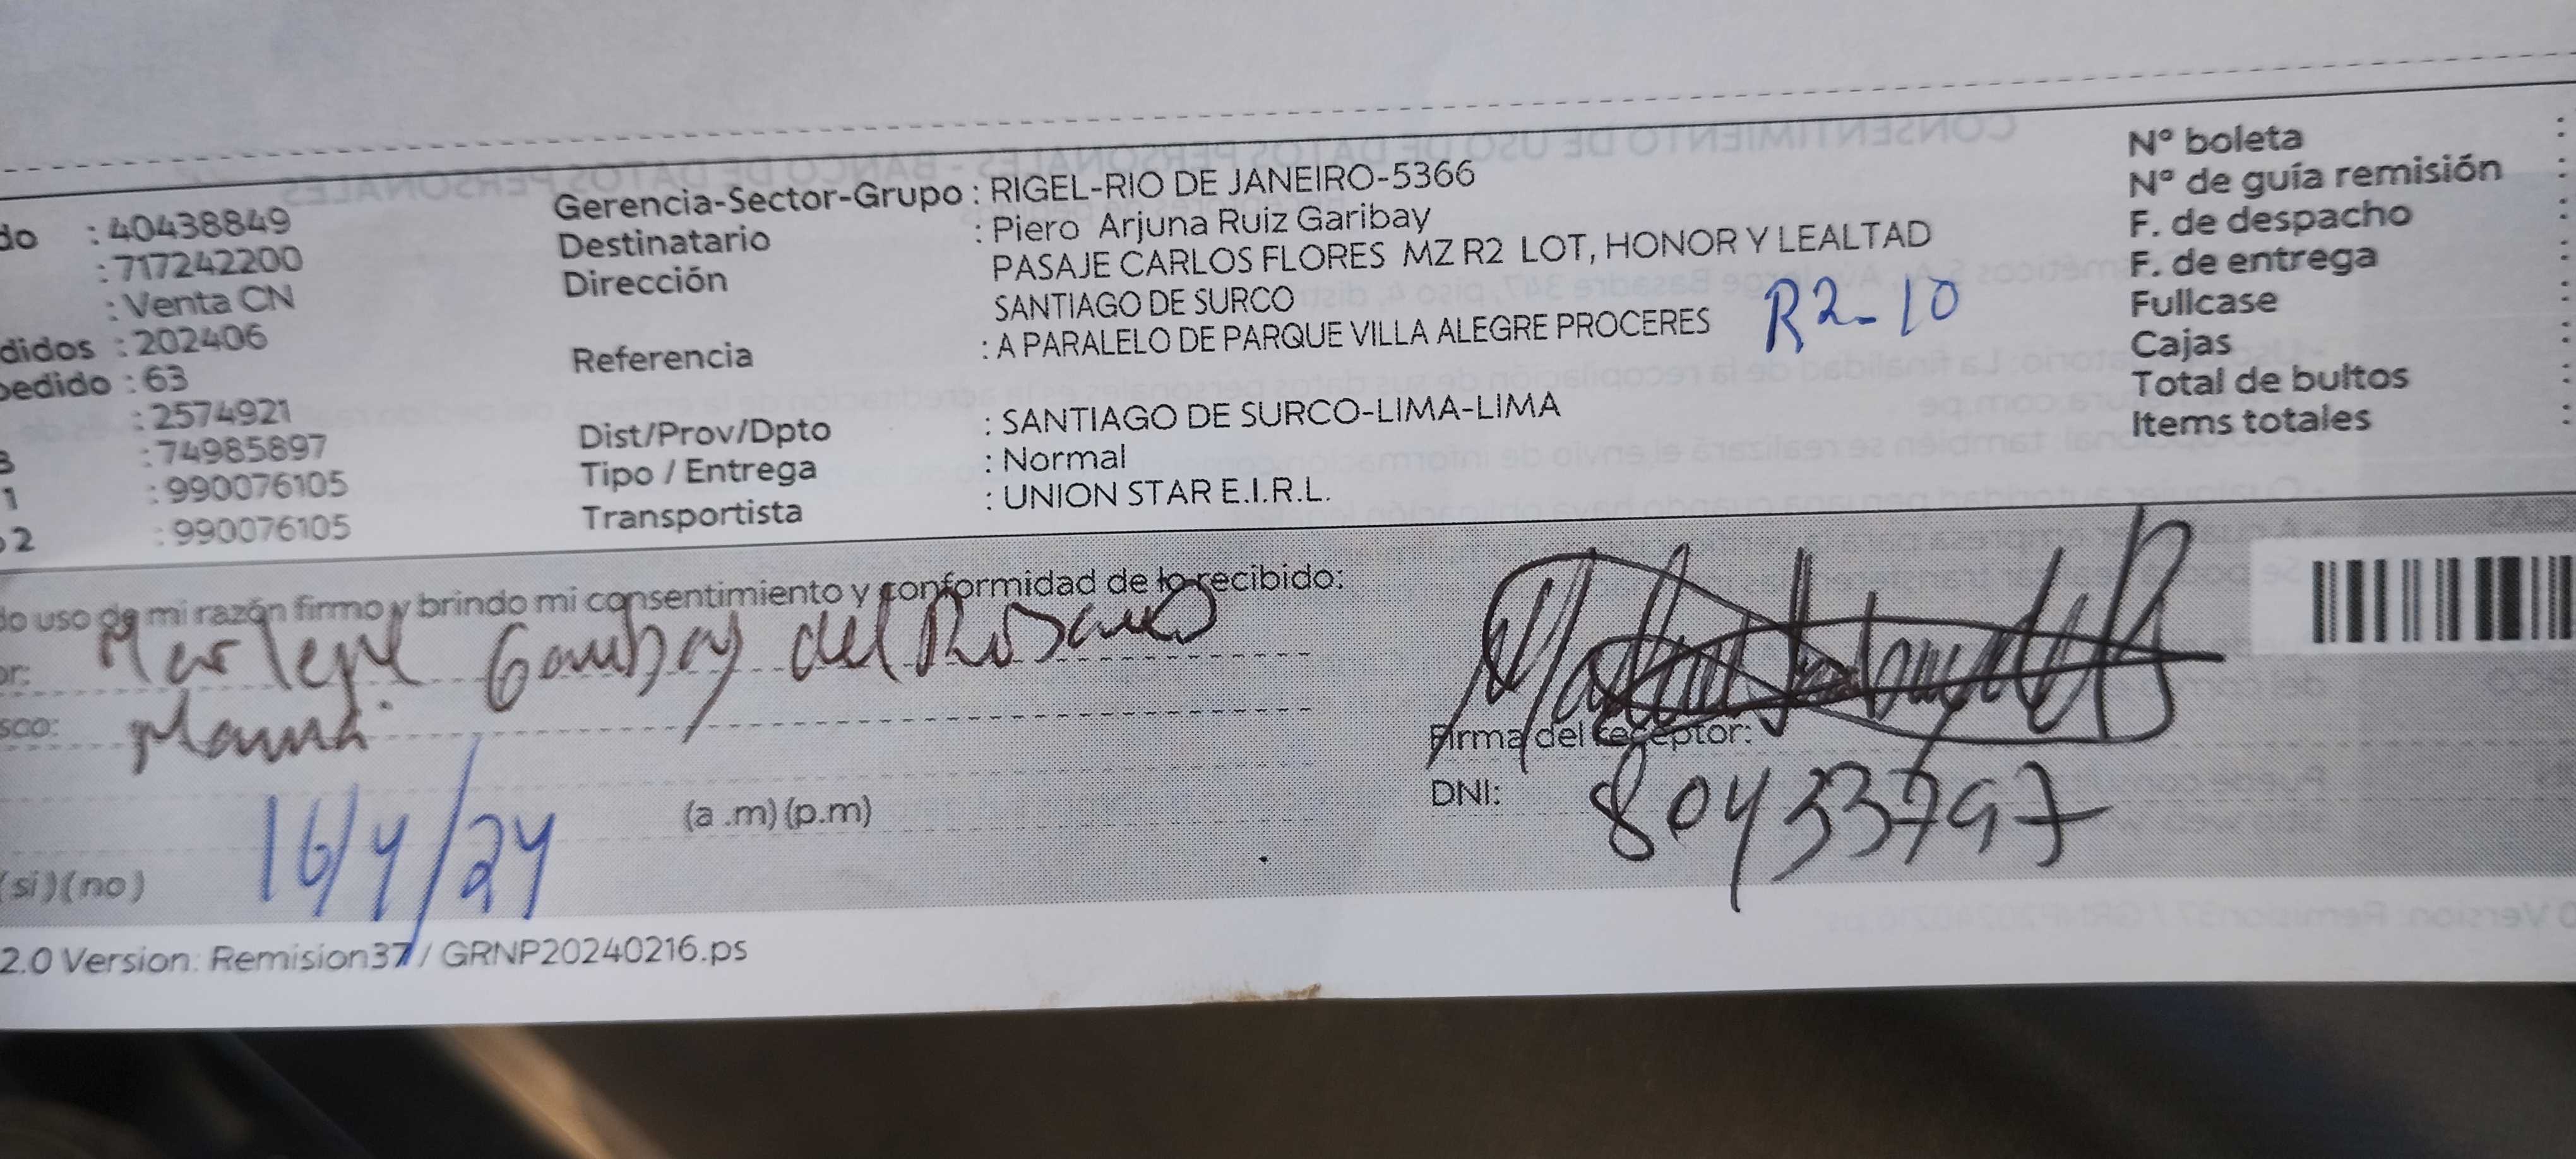 do : 40438849
: 717242200
: Venta CN
didos : 202406
pedido : 63
: 2574921
: 74985897
1 : 990076105
2 : 990076105
Gerencia-Sector-Grupo : RIGEL-RIO DE JANEIRO-5366
Destinatario : Piero Arjuna Ruiz Garibay
Dirección PASAJE CARLOS FLORES MZ R2 LOT, HONOR Y LEALTAD
SANTIAGO DE SURCO
Referencia : A PARALELO DE PARQUE VILLA ALEGRE PROCERES R2-10
Dist/Prov/Dpto : SANTIAGO DE SURCO-LIMA-LIMA
Tipo / Entrega : Normal
Transportista : UNION STAR E.I.R.L.
N° boleta :
N° de guía remisión :
F. de despacho :
F. de entrega :
Fullcase :
Cajas :
Total de bultos :
Items totales :
do uso de mi razón firmo y brindo mi consentimiento y conformidad de lo recibido:
or: Garibay del Rosario
sco: Mamá
Firma del receptor:
DNI: 80433797
16/4/24 (a .m) (p.m)
(si) (no)
2.0 Version: Remision37 / GRNP20240216.ps